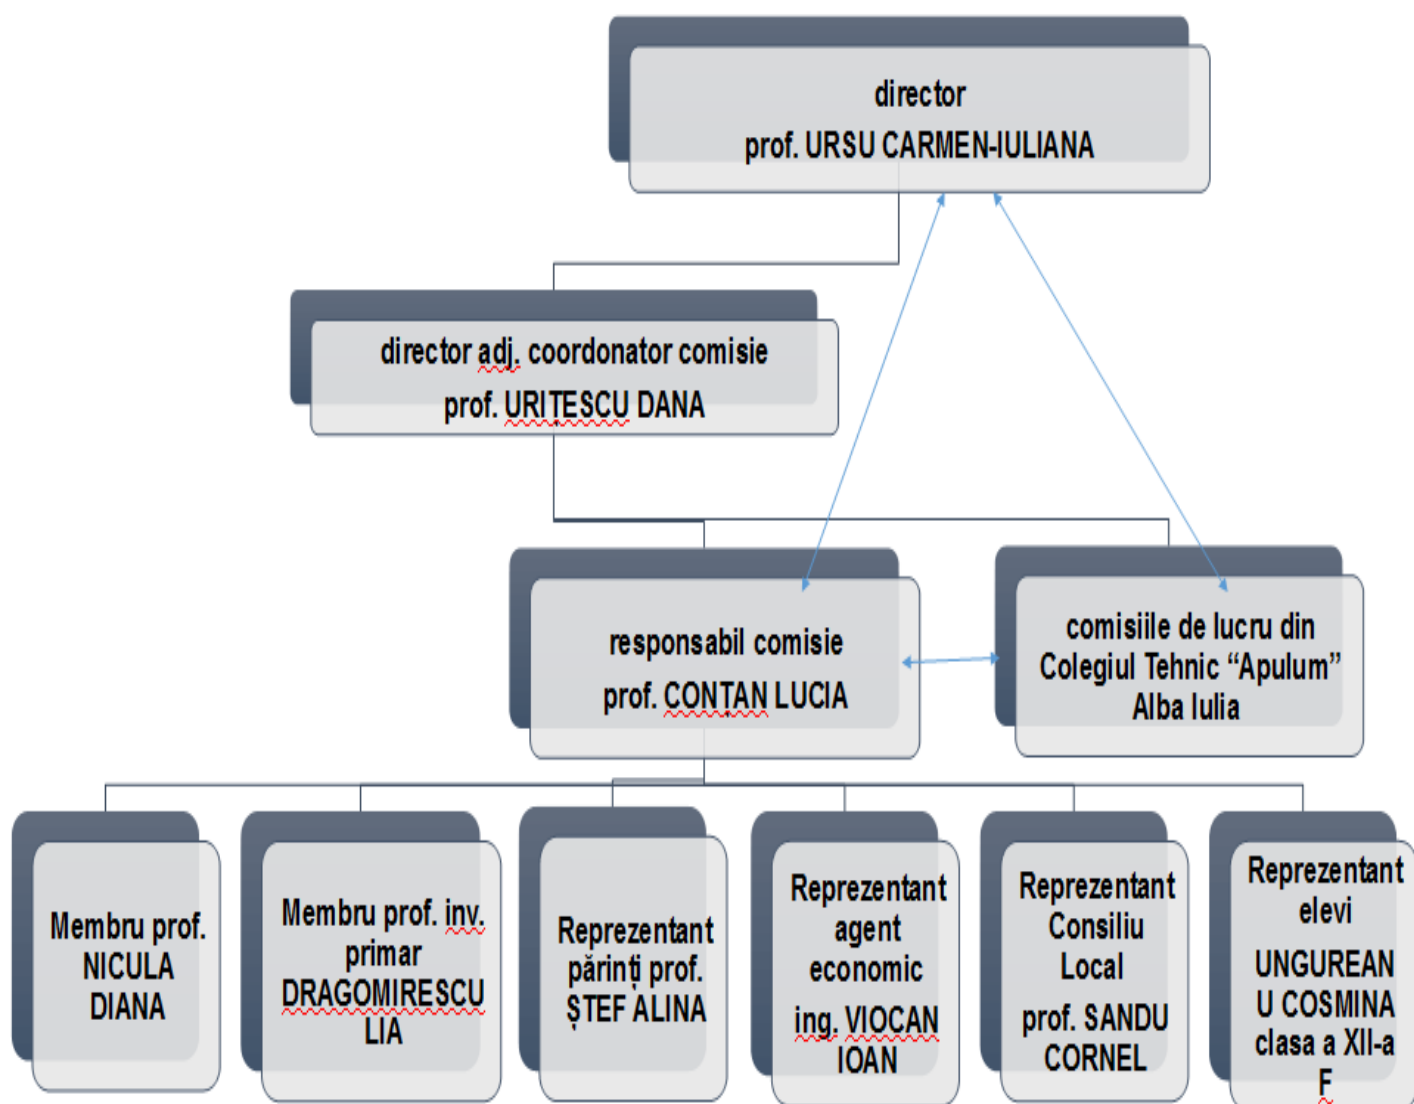 director
prof. URSU CARMEN-IULIANA
director adj. coordonator comisie
prof. URIȚESCU DANA
responsabil comisie
prof. CONȚAN LUCIA
comisiile de lucru din
Colegiul Tehnic “Apulum”
Alba Iulia
Membru prof.
NICULA
DIANA
Membru prof. inv.
primar
DRAGOMIRESCU
LIA
Reprezentant
părinți prof.
ȘTEF ALINA
Reprezentant
agent
economic
ing. VIOCAN
IOAN
Reprezentant
Consiliu
Local
prof. SANDU
CORNEL
Reprezentant
elevi
UNGUREAN
U COSMINA
clasa a XII-a
F